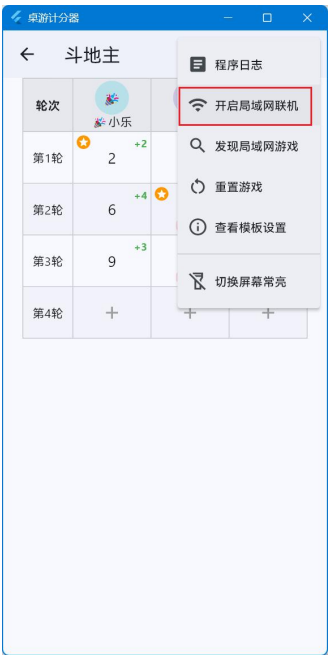 桌游计分器
斗地主
程序日志
开启局域网联机
发现局域网游戏
重置游戏
查看模板设置
切换屏幕常亮
轮次
小乐
第1轮 2 +2
第2轮 6 +4
第3轮 9 +3
第4轮 + + +